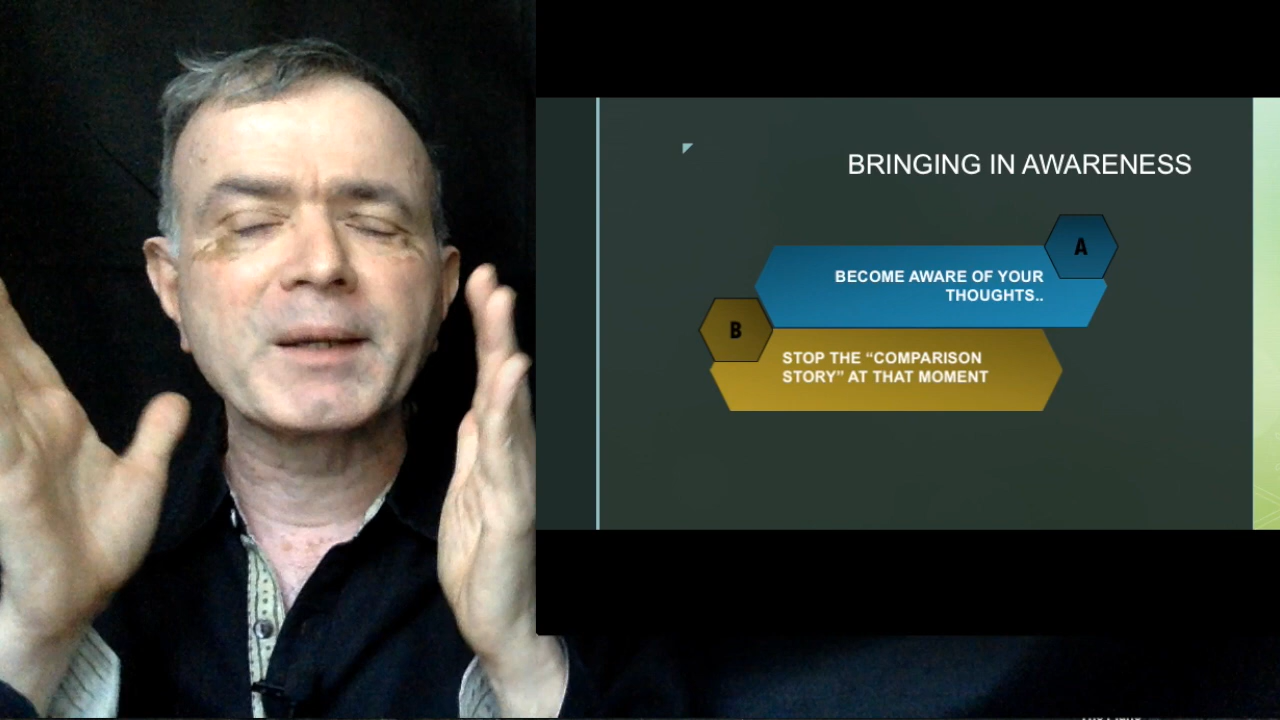 BRINGING IN AWARENESS
A
BECOME AWARE OF YOUR
THOUGHTS..
B
STOP THE “COMPARISON
STORY” AT THAT MOMENT